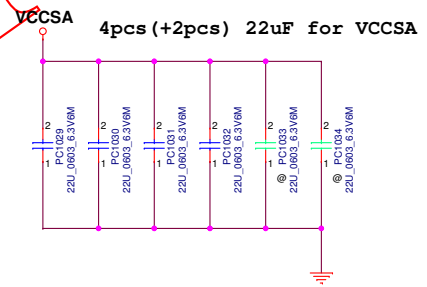 VCCSA
4pcs(+2pcs) 22uF for VCCSA
2
1
PC1029
22U_0603_6.3V6M
2
1
PC1030
22U_0603_6.3V6M
2
1
PC1031
22U_0603_6.3V6M
2
1
PC1032
22U_0603_6.3V6M
2
1
@
PC1033
22U_0603_6.3V6M
2
1
@
PC1034
22U_0603_6.3V6M